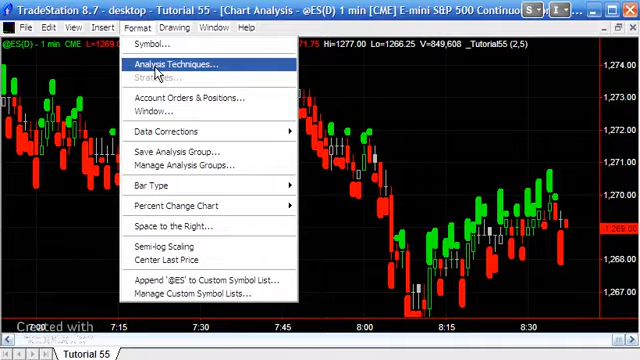 TradeStation 8.7 - desktop - Tutorial 55 - [Chart Analysis - @ES(D) - 1 min [CME] E-mini S&P 500 Continuo
S
I
File Edit View Insert Format Drawing Window Help
@ES(D) - 1 min
71.75 Hi=1277.00 Lo=1266.25 V=849,608 _Tutorial55 (2,5)
Symbol...
Analysis Techniques...
Strategies...
Account Orders & Positions...
Window...
Data Corrections
Save Analysis Group...
Manage Analysis Groups...
Bar Type
Percent Change Chart
Space to the Right...
Semi-log Scaling
Center Last Price
Append '@ES' to Custom Symbol List...
Manage Custom Symbol Lists...
1,274.00
1,273.00
1,272.00
1,271.00
1,270.00
1,269.00
1,268.00
1,267.00
Created with
7:00 7:15 7:30 7:45 8:00 8:15 8:30
Tutorial 55